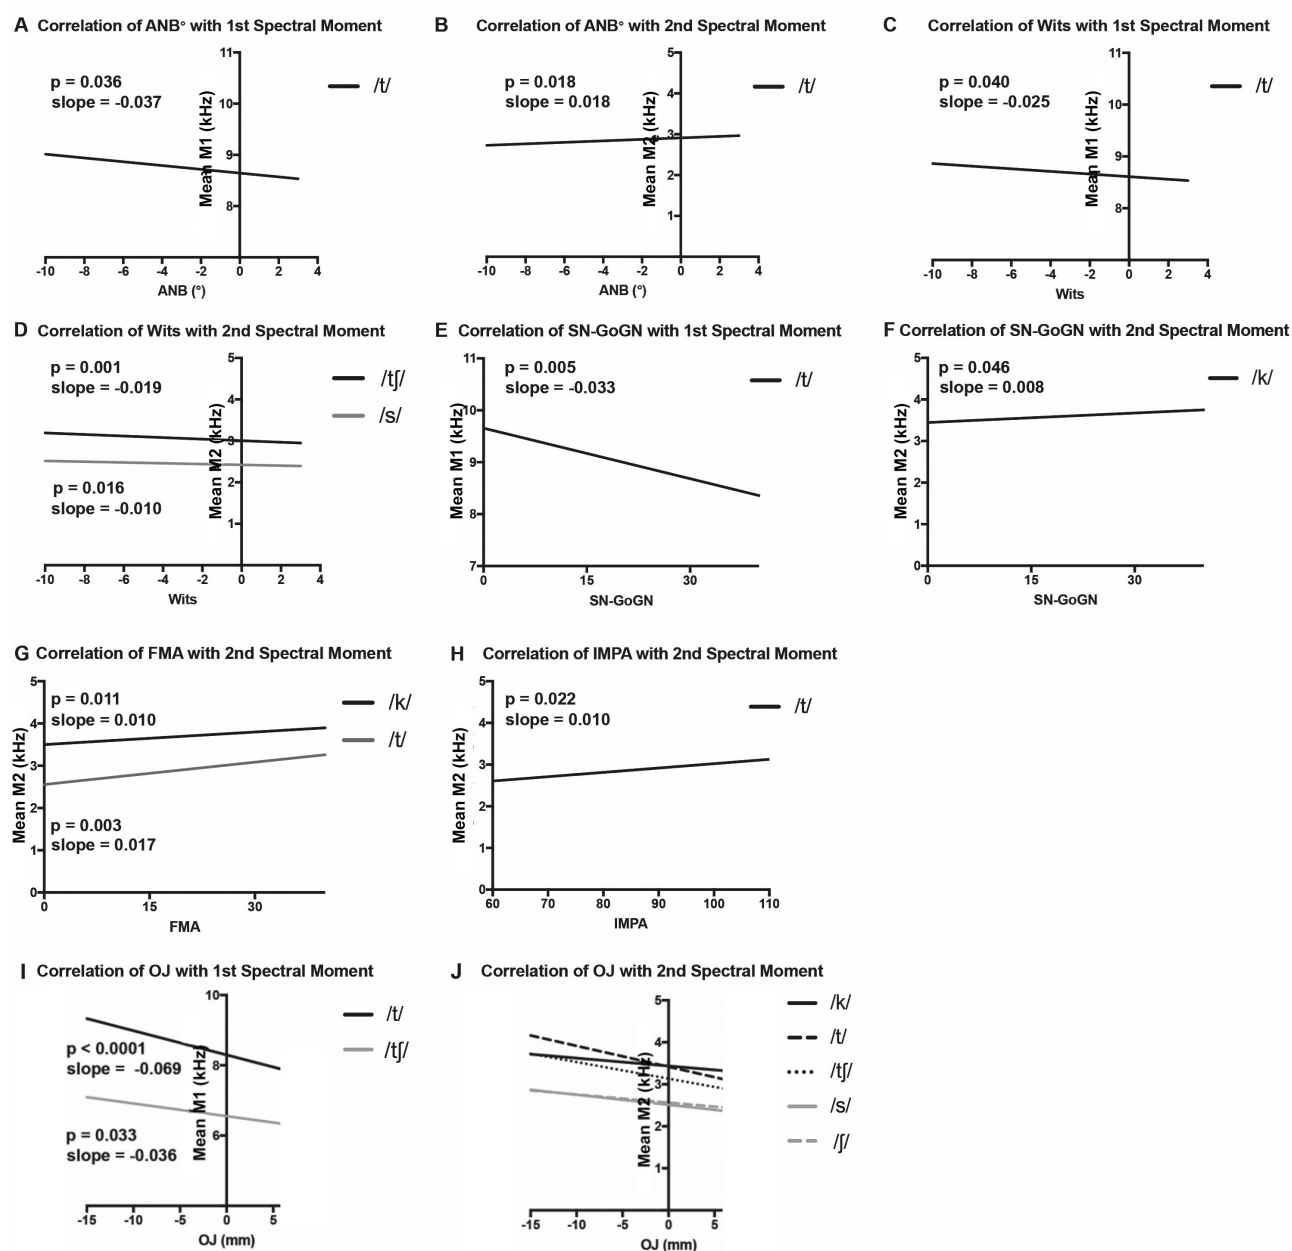 A Correlation of ANB° with 1st Spectral Moment
p = 0.036
slope = -0.037
Mean M1 (kHz)
11
10
9
8
/t/
-10 -8 -6 -4 -2 0 2 4
ANB (°)
B Correlation of ANB° with 2nd Spectral Moment
p = 0.018
slope = 0.018
Mean M2 (kHz)
5
4
3
2
1
/t/
-10 -8 -6 -4 -2 0 2 4
ANB (°)
C Correlation of Wits with 1st Spectral Moment
p = 0.040
slope = -0.025
Mean M1 (kHz)
11
10
9
8
/t/
-10 -8 -6 -4 -2 0 2 4
Wits
D Correlation of Wits with 2nd Spectral Moment
p = 0.001
slope = -0.019
p = 0.016
slope = -0.010
Mean M2 (kHz)
5
4
3
2
1
/tʃ/
/s/
-10 -8 -6 -4 -2 0 2 4
Wits
E Correlation of SN-GoGN with 1st Spectral Moment
p = 0.005
slope = -0.033
Mean M1 (kHz)
11
10
9
8
7
/t/
0 15 30
SN-GoGN
F Correlation of SN-GoGN with 2nd Spectral Moment
p = 0.046
slope = 0.008
Mean M2 (kHz)
5
4
3
2
1
0
/k/
0 15 30
SN-GoGN
G Correlation of FMA with 2nd Spectral Moment
p = 0.011
slope = 0.010
p = 0.003
slope = 0.017
Mean M2 (kHz)
5
4
3
2
1
0
/k/
/t/
0 15 30
FMA
H Correlation of IMPA with 2nd Spectral Moment
p = 0.022
slope = 0.010
Mean M2 (kHz)
5
4
3
2
1
0
/t/
60 70 80 90 100 110
IMPA
I Correlation of OJ with 1st Spectral Moment
p < 0.0001
slope = -0.069
p = 0.033
slope = -0.036
Mean M1 (kHz)
10
8
6
/t/
/tʃ/
-15 -10 -5 0 5
OJ (mm)
J Correlation of OJ with 2nd Spectral Moment
Mean M2 (kHz)
5
4
3
2
1
/k/
/t/
/tʃ/
/s/
/ʃ/
-15 -10 -5 0 5
OJ (mm)